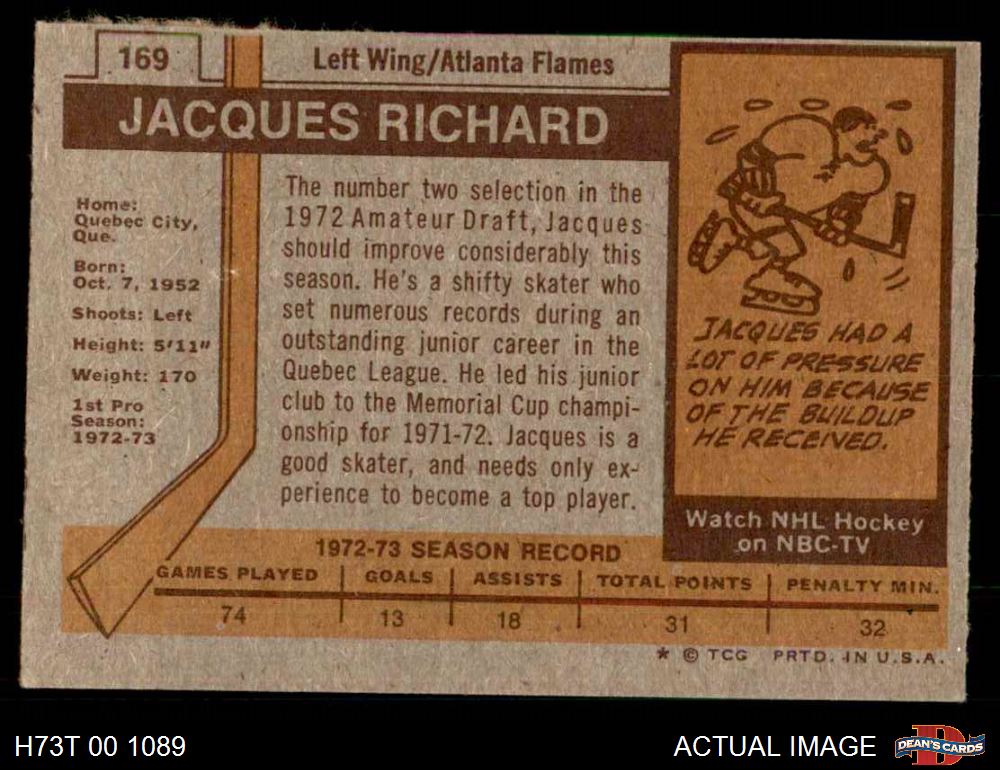 169
Left Wing/Atlanta Flames
JACQUES RICHARD
Home:
Quebec City,
Que.
Born:
Oct. 7, 1952
Shoots: Left
Height: 5'11"
Weight: 170
1st Pro
Season:
1972-73
The number two selection in the
1972 Amateur Draft, Jacques
should improve considerably this
season. He's a shifty skater who
set numerous records during an
outstanding junior career in the
Quebec League. He led his junior
club to the Memorial Cup champi-
onship for 1971-72. Jacques is a
good skater, and needs only ex-
perience to become a top player.
JACQUES HAD A
LOT OF PRESSURE
ON HIM BECAUSE
OF THE BUILDUP
HE RECEIVED.
Watch NHL Hockey
on NBC-TV
1972-73 SEASON RECORD
GAMES PLAYED GOALS ASSISTS TOTAL POINTS PENALTY MIN.
74 13 18 31 32
* © TCG PRTD. IN U.S.A.
H73T 00 1089
ACTUAL IMAGE
D
DEAN'S CARDS